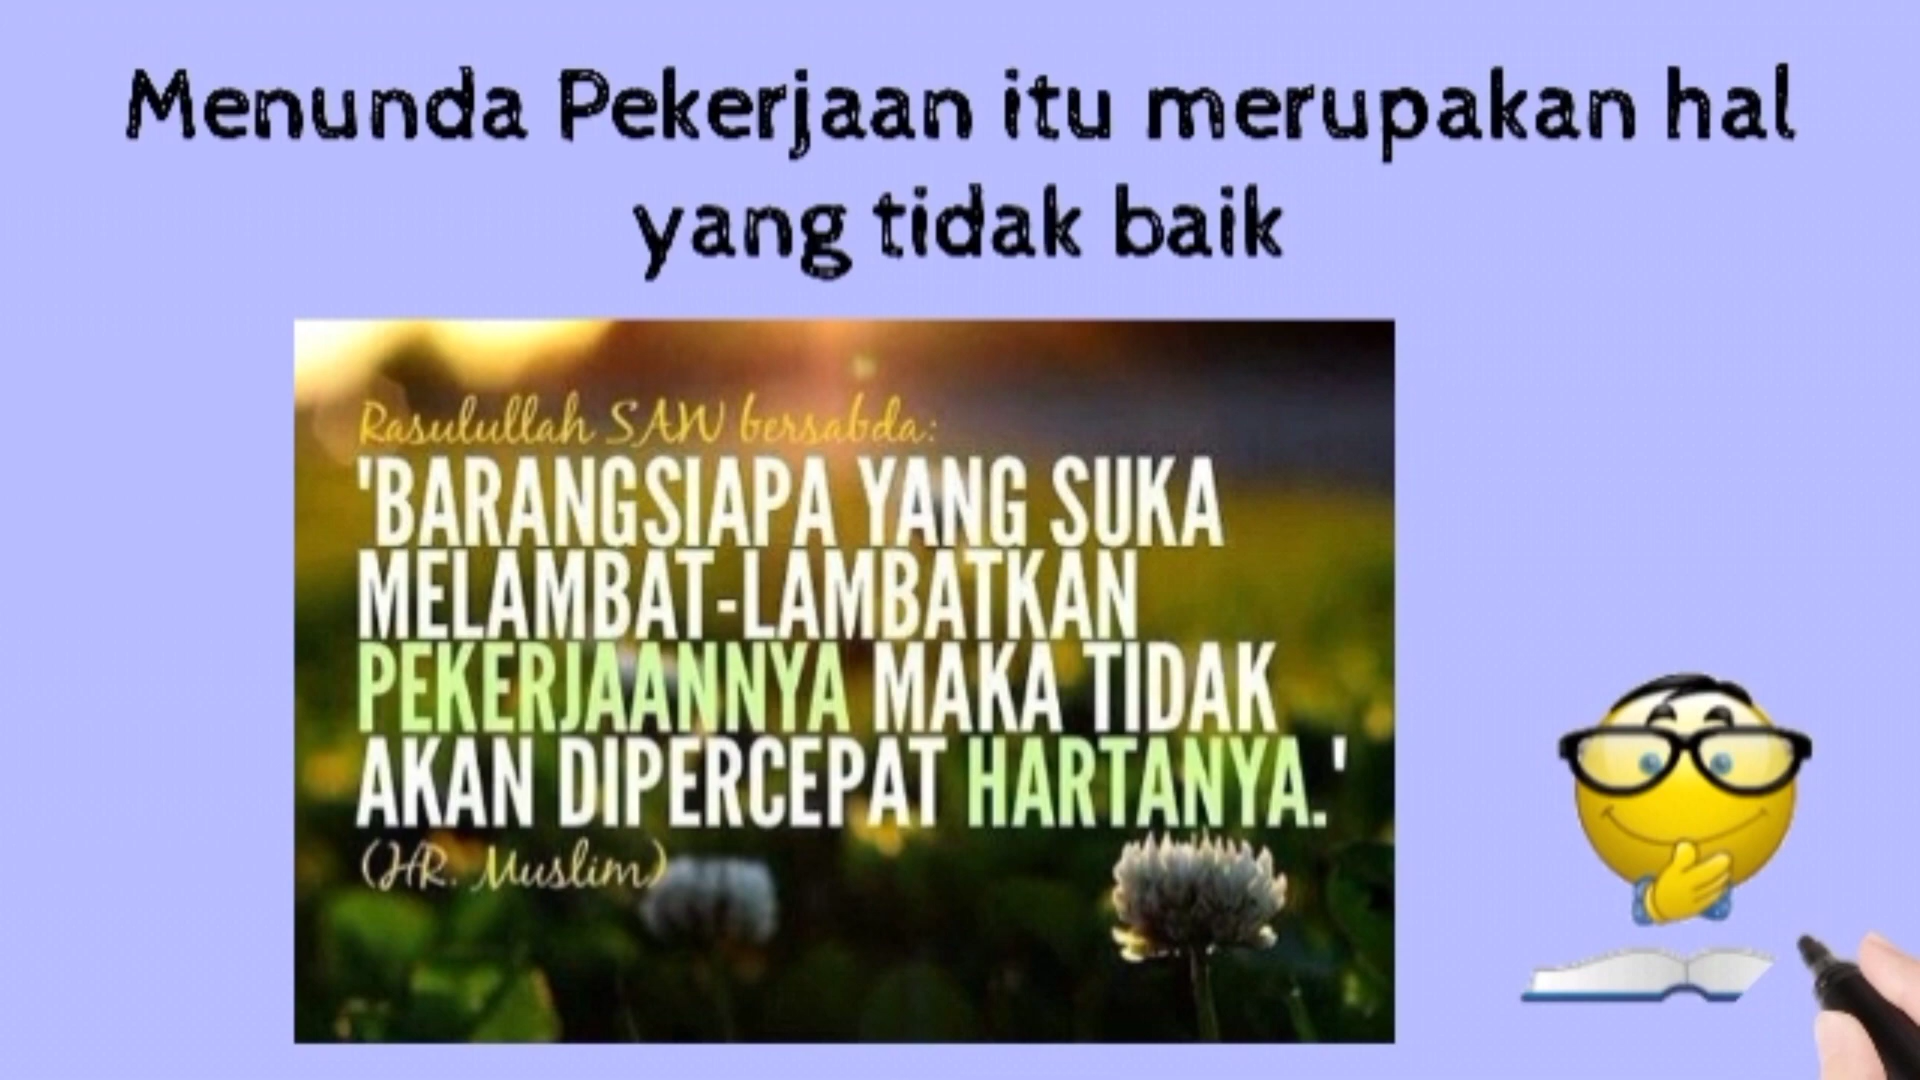 Menunda Pekerjaan itu merupakan hal
yang tidak baik
Rasulullah SAW bersabda:
'BARANGSIAPA YANG SUKA
MELAMBAT-LAMBATKAN
PEKERJAANNYA MAKA TIDAK
AKAN DIPERCEPAT HARTANYA.'
(HR. Muslim)